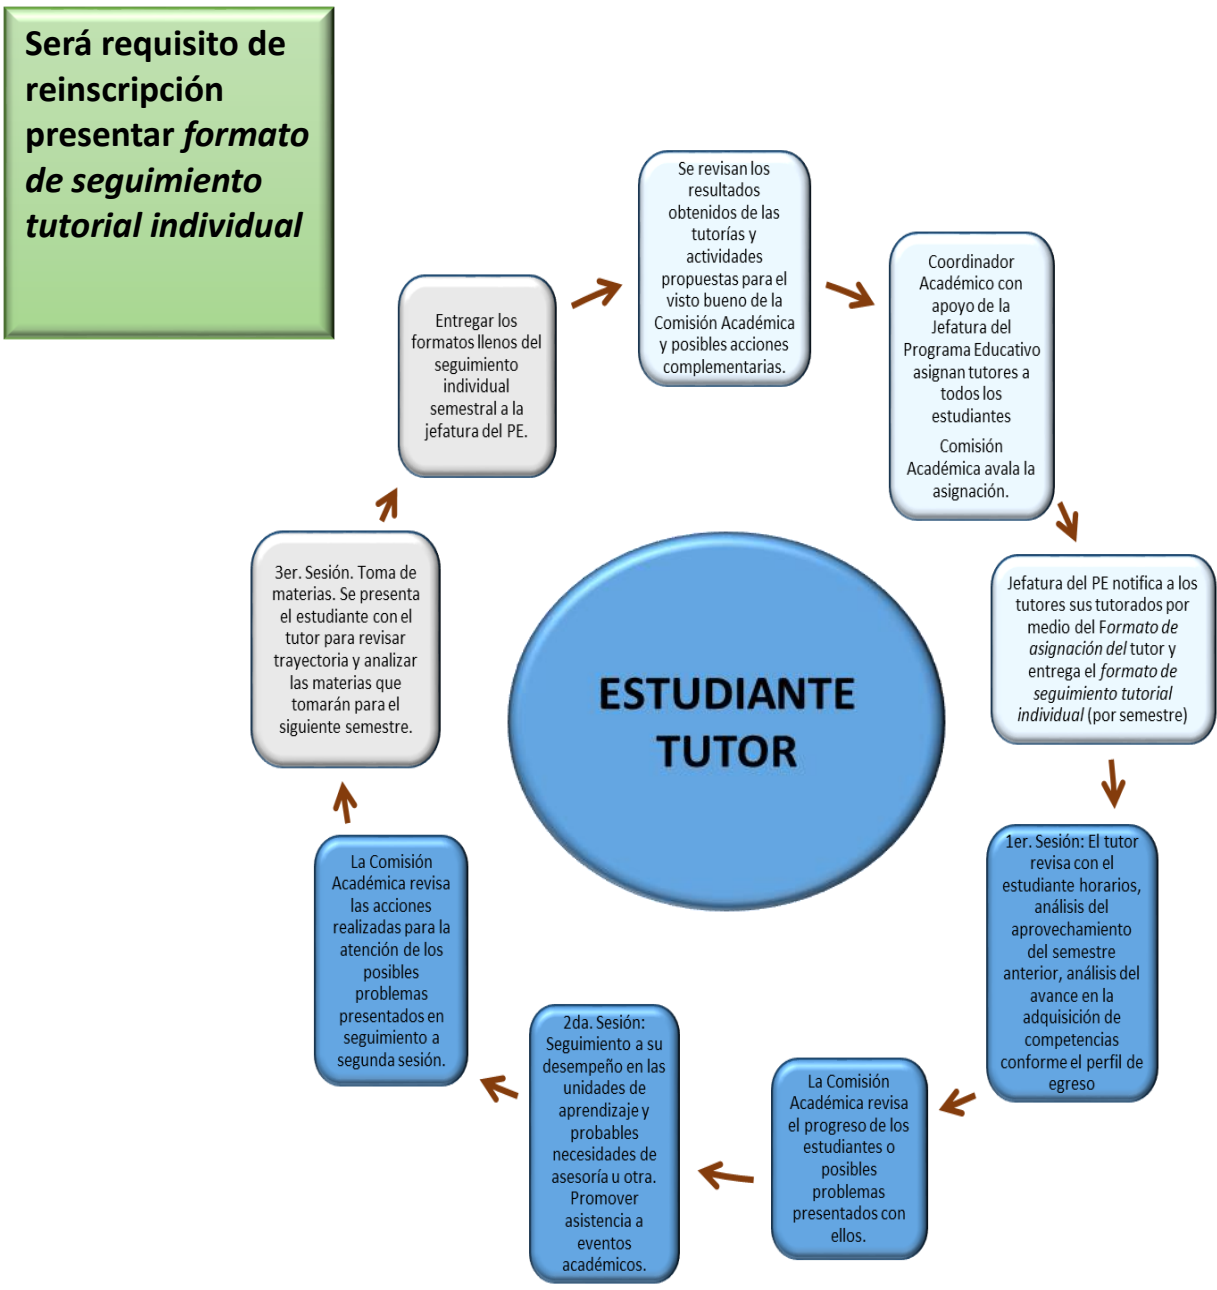 Será requisito de
reinscripción
presentar formato
de seguimiento
tutorial individual
Se revisan los
resultados
obtenidos de las
tutorías y
actividades
propuestas para el
visto bueno de la
Comisión Académica
y posibles acciones
complementarias.
Coordinador
Académico con
apoyo de la
Jefatura del
Programa Educativo
asignan tutores a
todos los
estudiantes
Comisión
Académica avala la
asignación.
Jefatura del PE notifica a los
tutores sus tutorados por
medio del Formato de
asignación del tutor y
entrega el formato de
seguimiento tutorial
individual (por semestre)
1er. Sesión: El tutor
revisa con el
estudiante horarios,
análisis del
aprovechamiento
del semestre
anterior, análisis del
avance en la
adquisición de
competencias
conforme el perfil de
egreso
La Comisión
Académica revisa
el progreso de los
estudiantes o
posibles
problemas
presentados con
ellos.
2da. Sesión:
Seguimiento a su
desempeño en las
unidades de
aprendizaje y
probables
necesidades de
asesoría u otra.
Promover
asistencia a
eventos
académicos.
La Comisión
Académica revisa
las acciones
realizadas para la
atención de los
posibles
problemas
presentados en
seguimiento a
segunda sesión.
3er. Sesión. Toma de
materias. Se presenta
el estudiante con el
tutor para revisar
trayectoria y analizar
las materias que
tomarán para el
siguiente semestre.
Entregar los
formatos llenos del
seguimiento
individual
semestral a la
jefatura del PE.
ESTUDIANTE
TUTOR